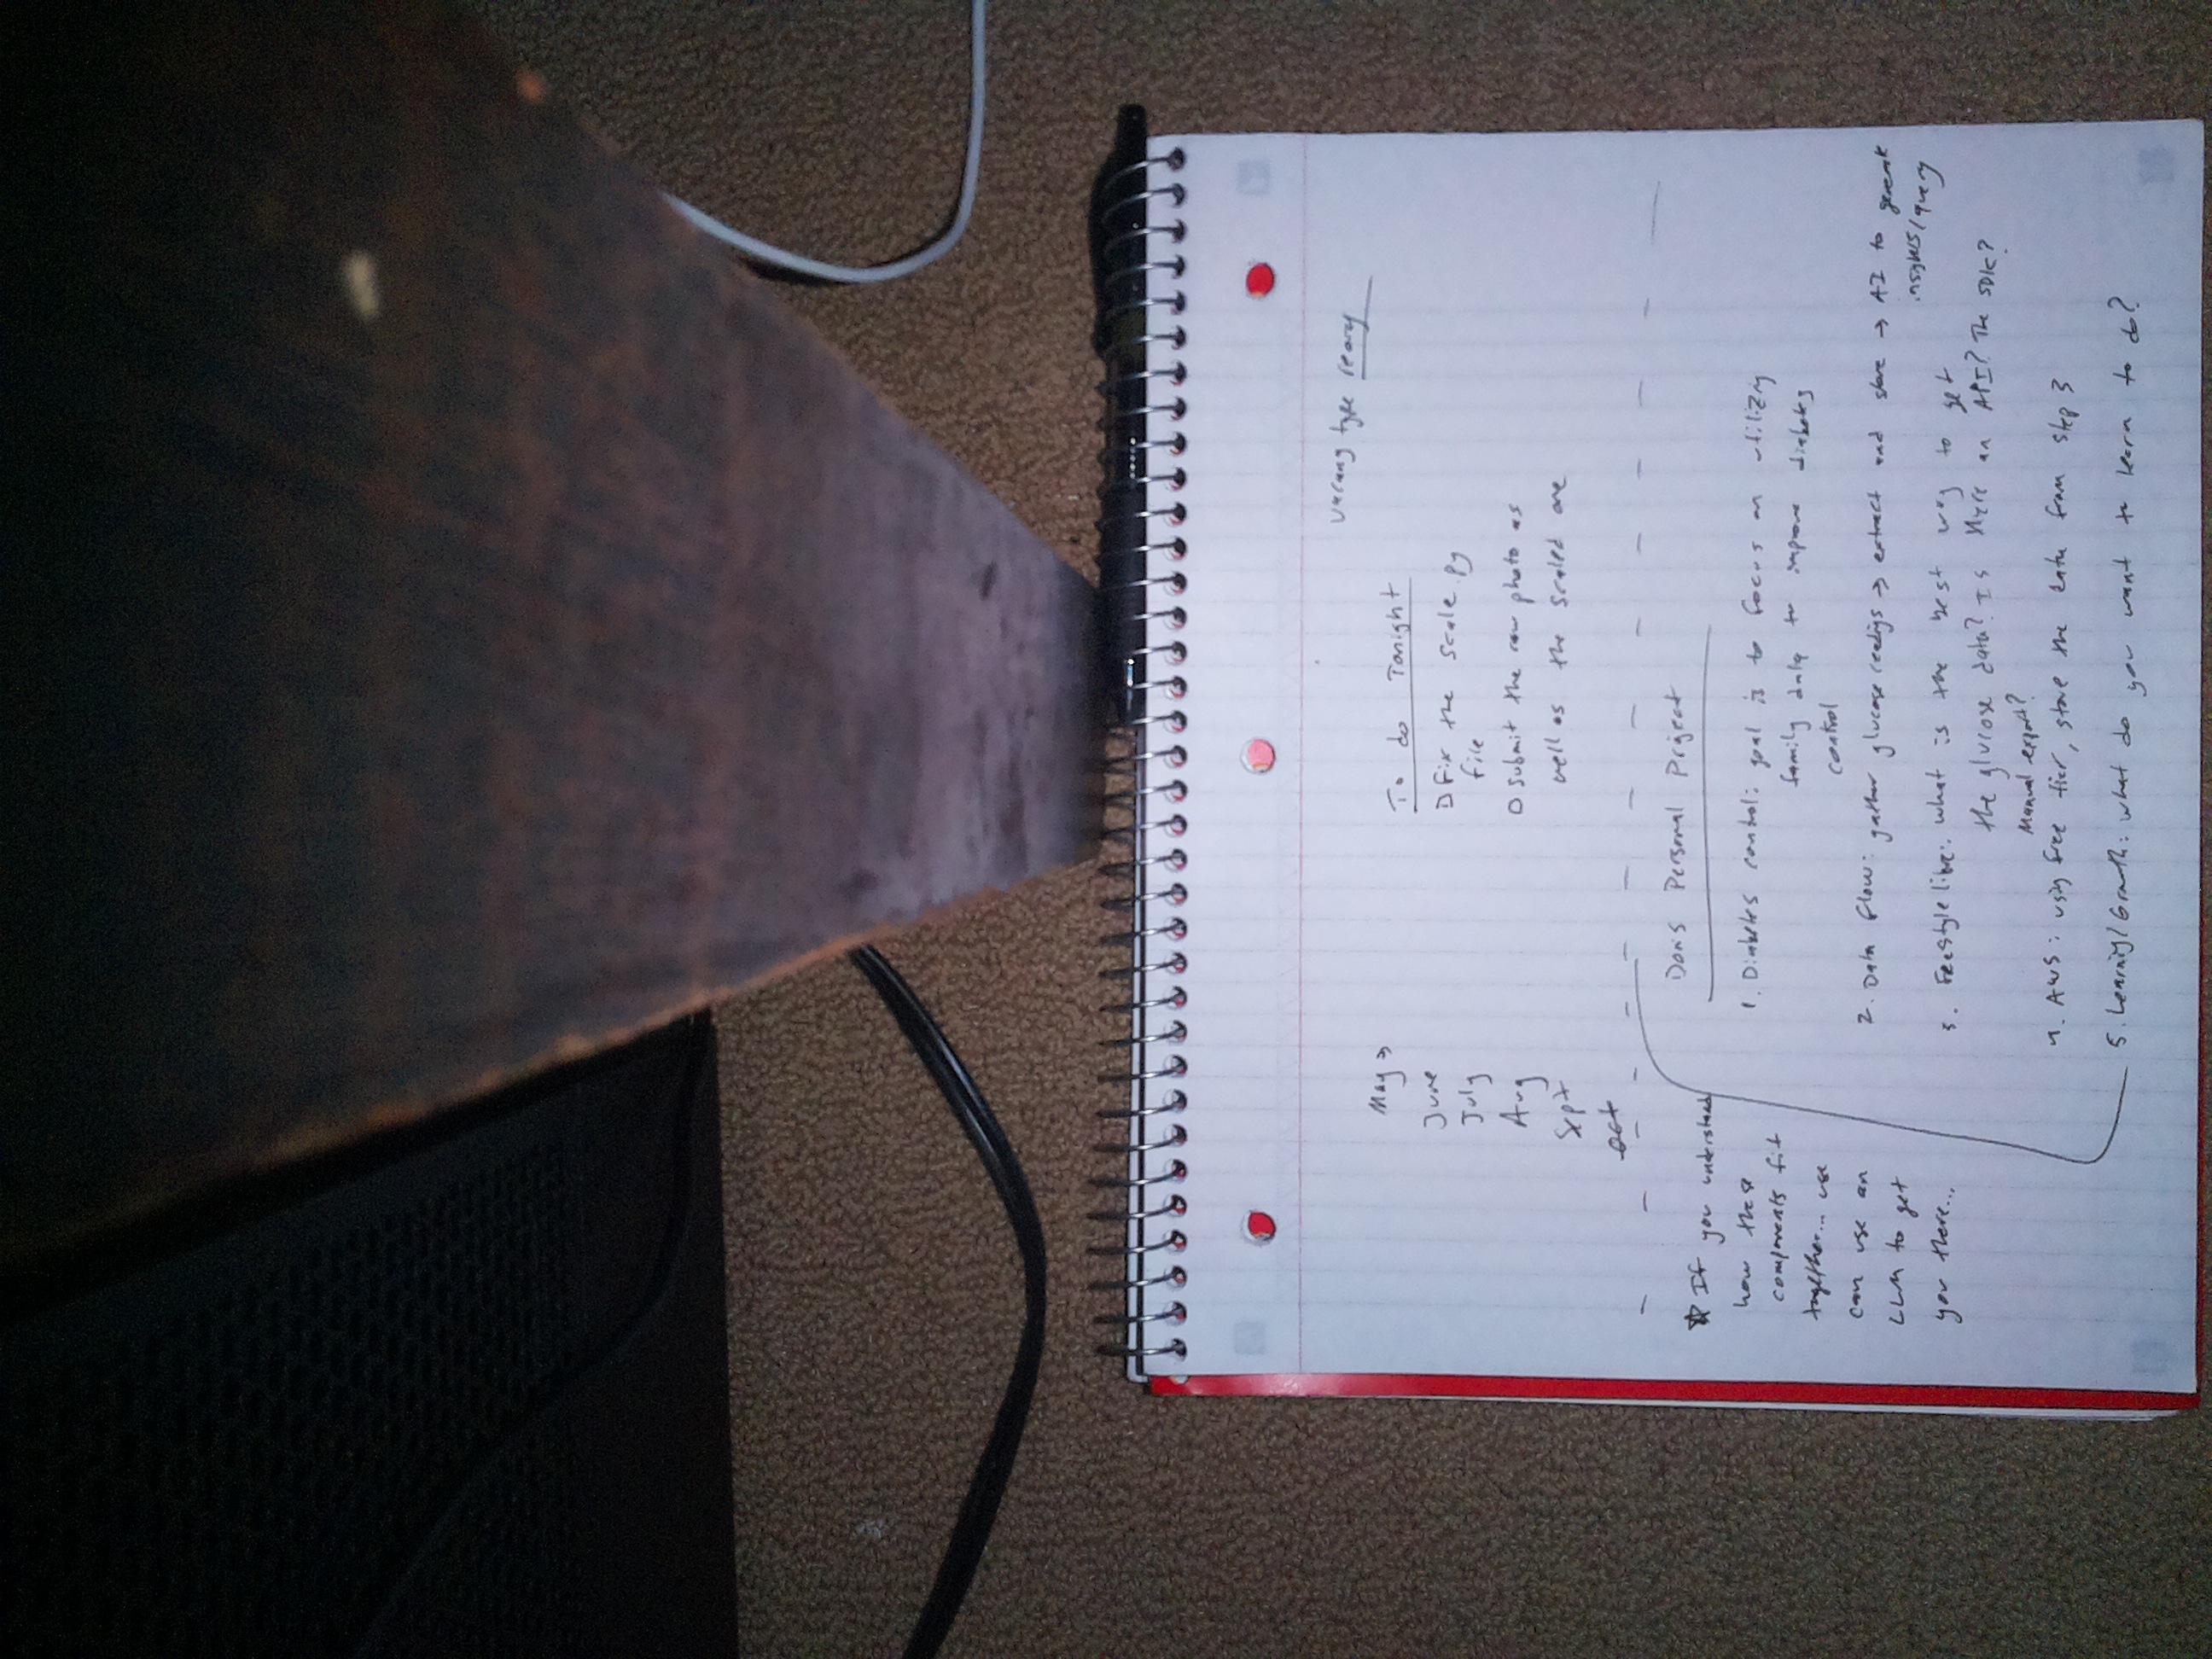 May →
June
July
Aug
Sept
Oct
vacancy type
To do Tonight
Fix the scale.py
file
Submit the raw photo as
well as the scaled one
Don's Personal Project
1. Diabetes control: goal is to focus on utilizing
family data to improve diabetes
control
2. Data Flow: gather glucose readings → extract and store → AI to generate
insights/query
3. Freestyle libre: what is the best way to get
the glucose data? Is there an API? The SDK?
Manual export?
4. AWS: using free tier, store the data from step 3
5. Learning/Growth: what do you want to learn to do?
☆ If you understand
how these
components fit
together... we
can use an
LLM to get
you there...